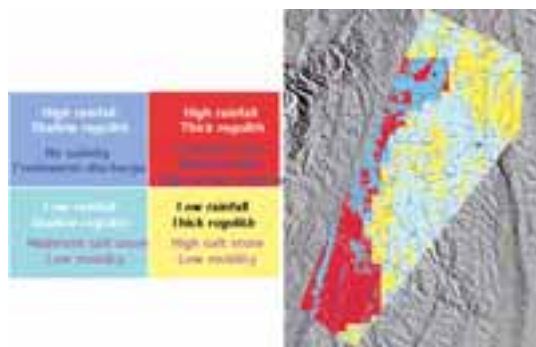 High rainfall
Shallow regolith
No salinity
Freshwater discharge
High rainfall
Thick regolith
Low rainfall
Shallow regolith
Moderate salt store
Low mobility
Low rainfall
Thick regolith
High salt store
Low mobility